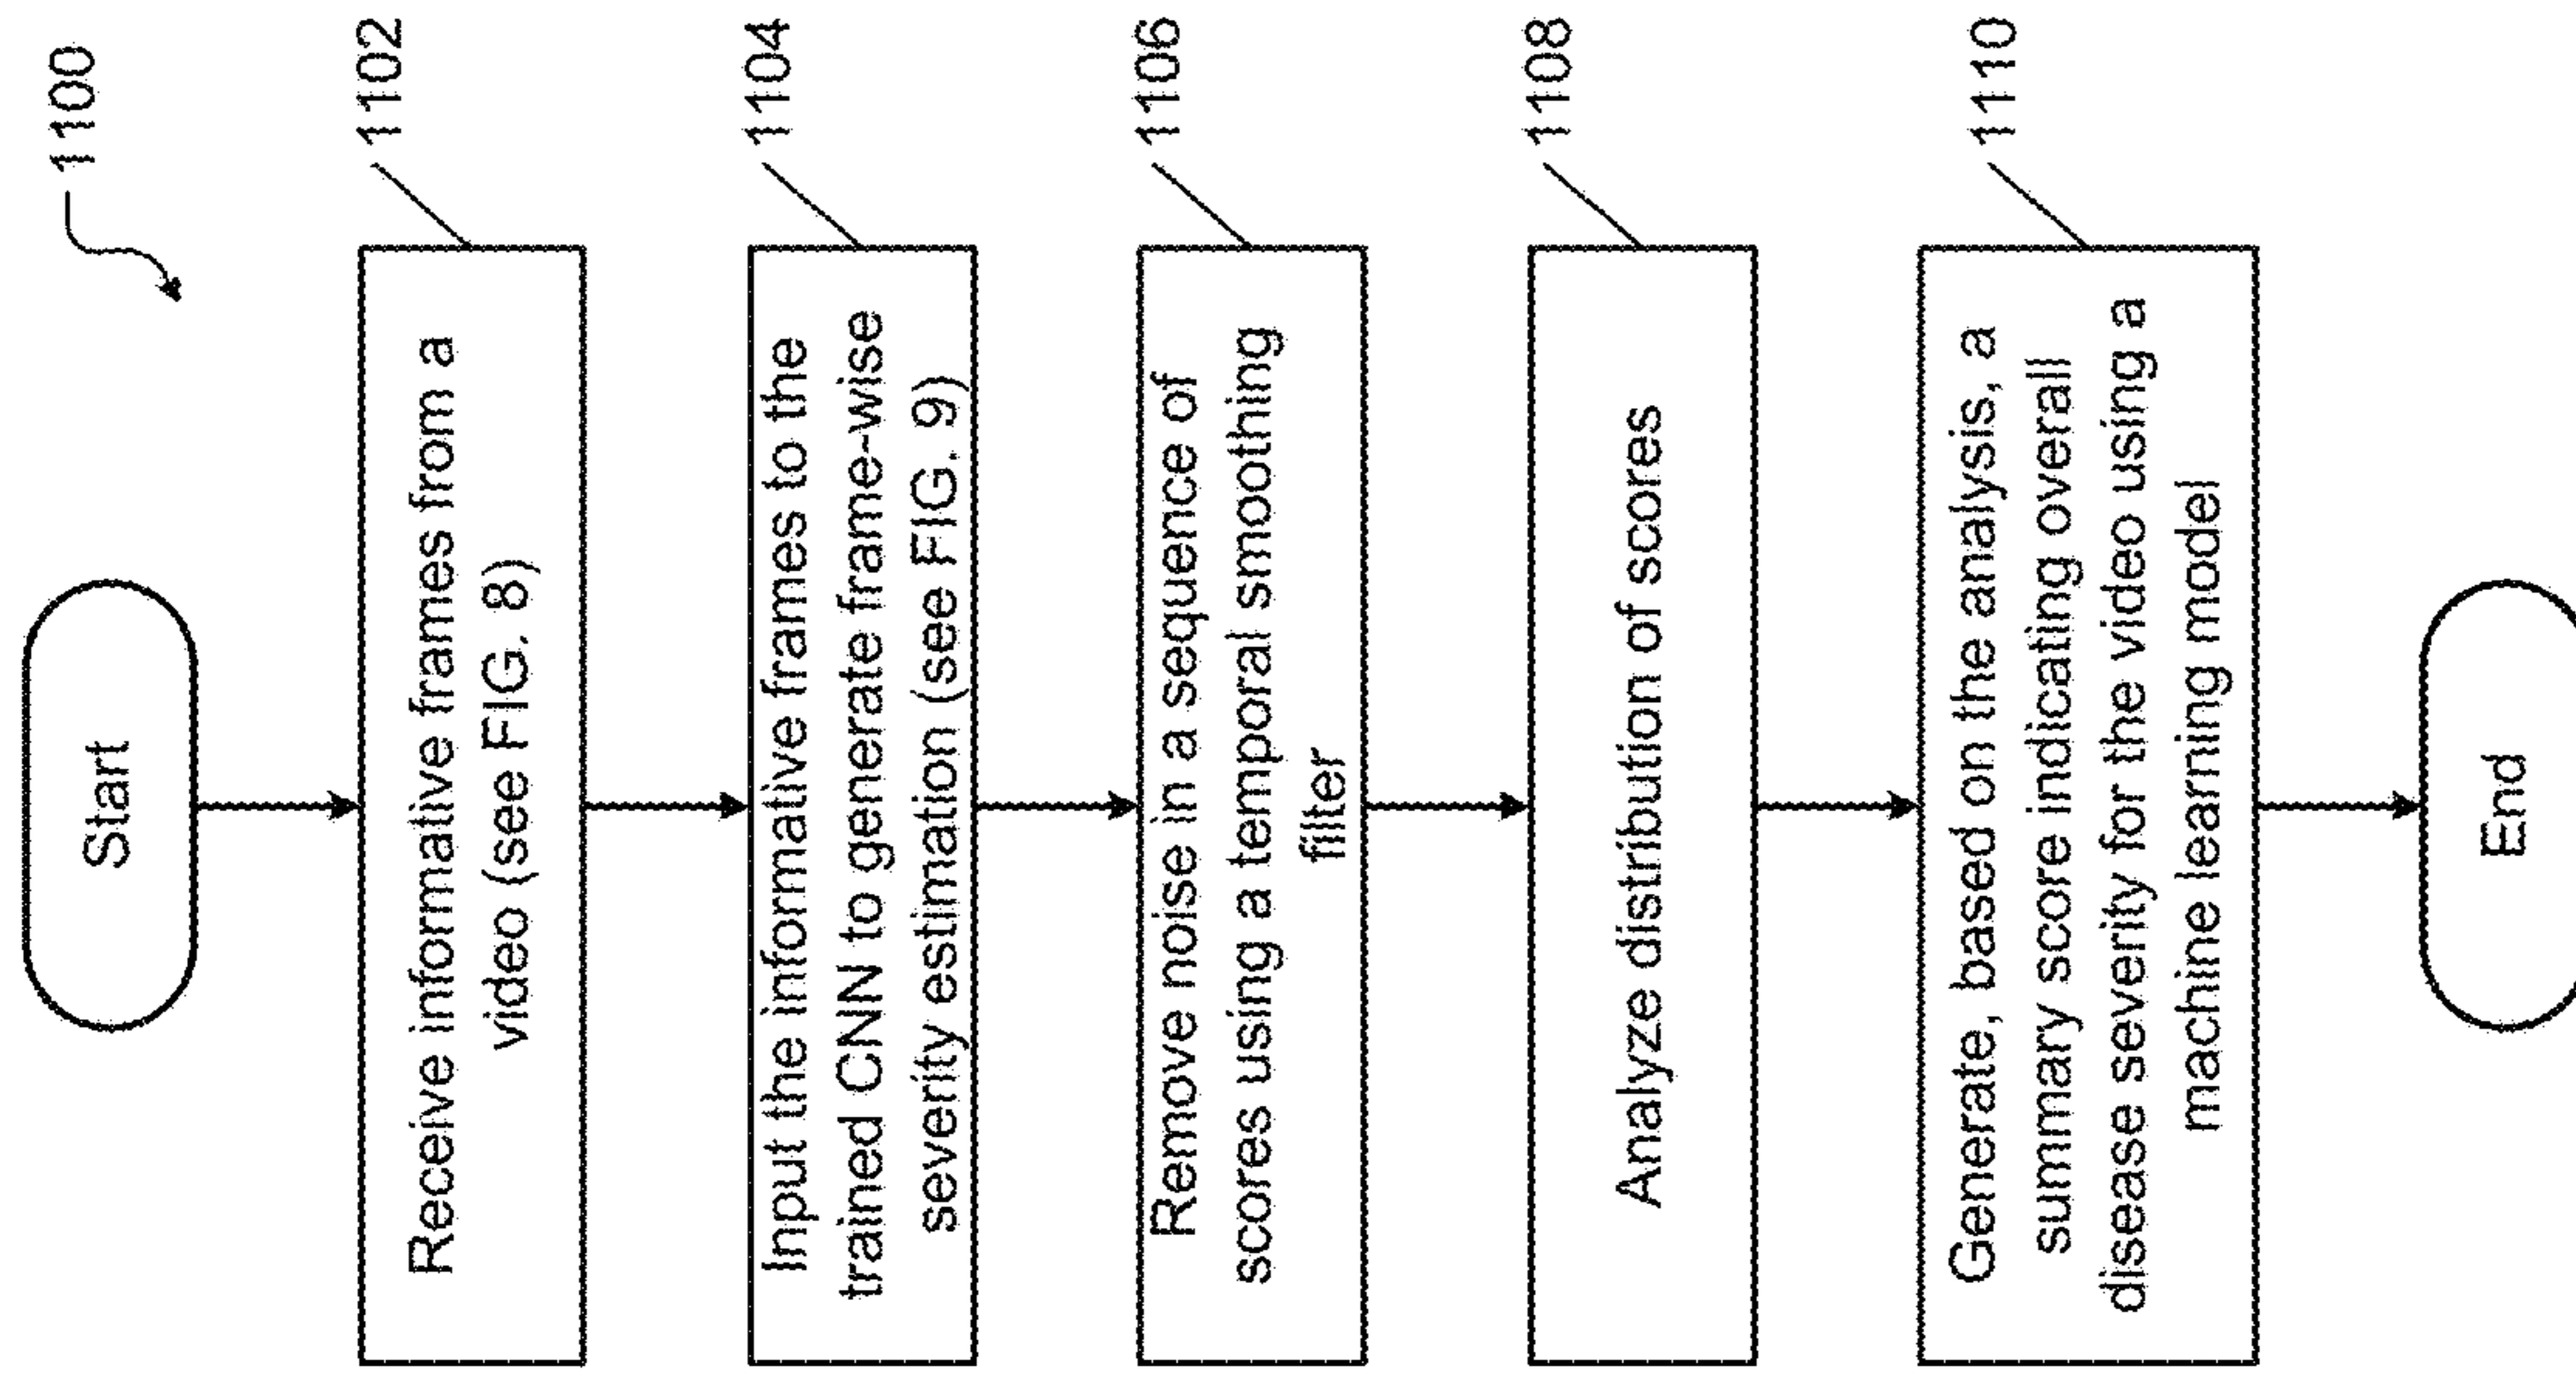 1100
Start
Receive informative frames from a
video (see FIG. 8)
1102
Input the informative frames to the
trained CNN to generate frame-wise
severity estimation (see FIG. 9)
1104
Remove noise in a sequence of
scores using a temporal smoothing
filter
1106
Analyze distribution of scores
1108
Generate, based on the analysis, a
summary score indicating overall
disease severity for the video using a
machine learning model
1110
End